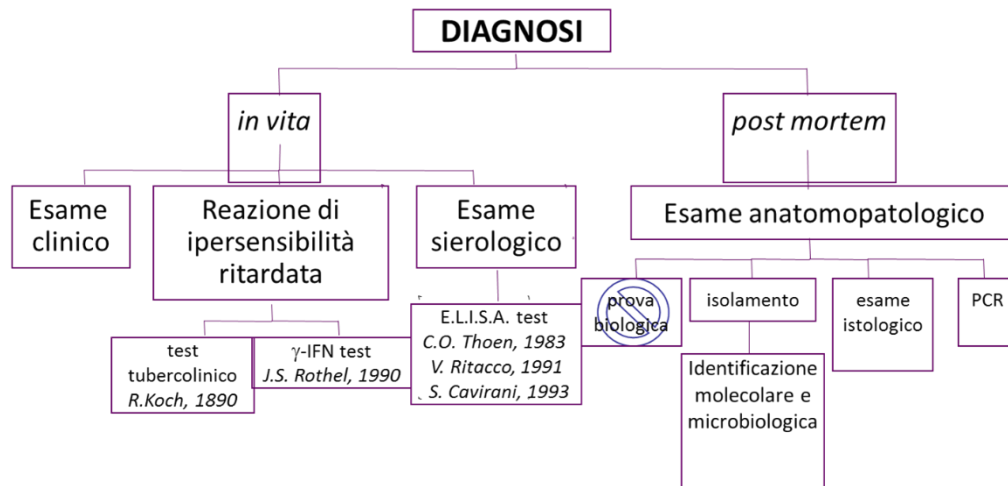 DIAGNOSI
in vita
post mortem
Esame
clinico
Reazione di
ipersensibilità
ritardata
Esame
sierologico
Esame anatomopatologico
test
tubercolinico
R.Koch, 1890
γ-IFN test
J.S. Rothel, 1990
E.L.I.S.A. test
C.O. Thoen, 1983
V. Ritacco, 1991
S. Cavirani, 1993
prova
biologica
isolamento
esame
istologico
PCR
Identificazione
molecolare e
microbiologica